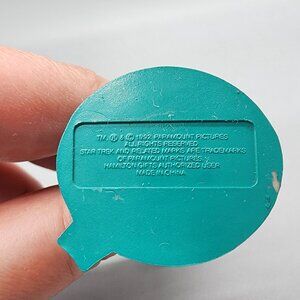 TM, ® & © 1992 PARAMOUNT PICTURES
ALL RIGHTS RESERVED
STAR TREK AND RELATED MARKS ARE TRADEMARKS
OF PARAMOUNT PICTURES
HAMILTON GIFTS AUTHORIZED USER
MADE IN CHINA